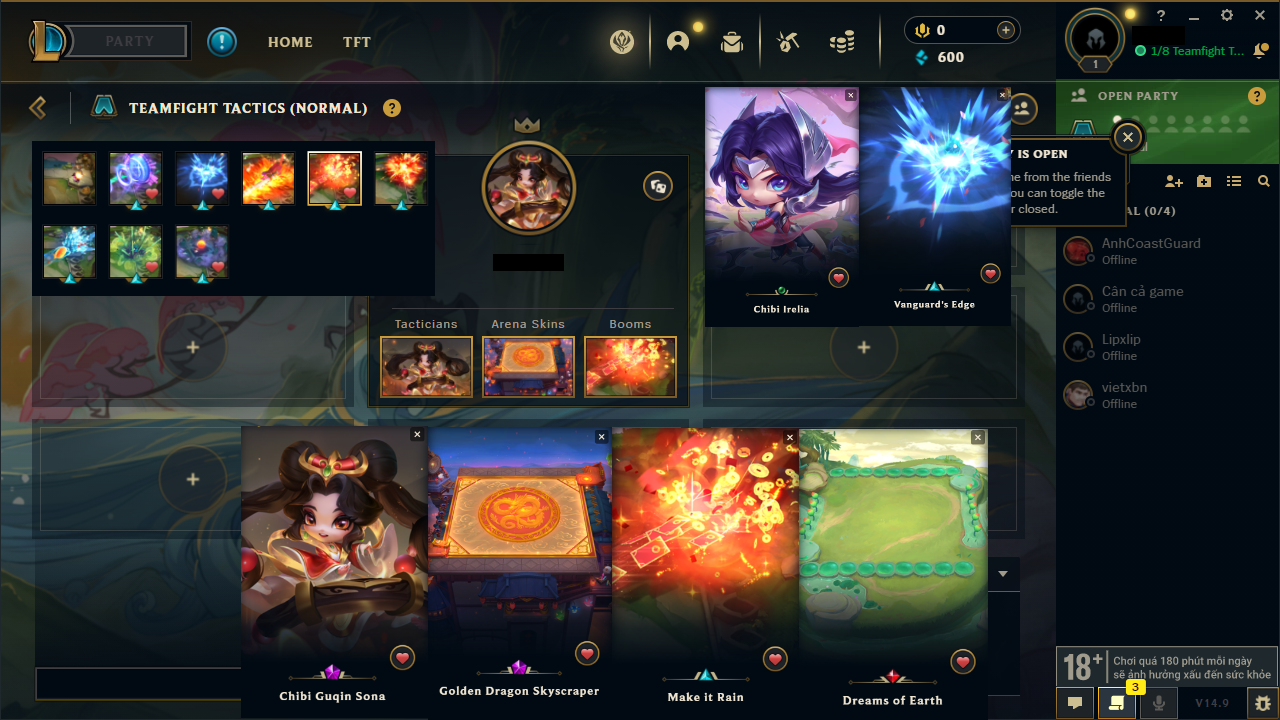 PARTY
HOME
TFT
0
600
1
1/8 Teamfight T...
TEAMFIGHT TACTICS (NORMAL)
OPEN PARTY
Y IS OPEN
ne from the friends
ou can toggle the
r closed.
AL (0/4)
AnhCoastGuard
Offline
Cân cả game
Offline
Lipxlip
Offline
vietxbn
Offline
Tacticians
Arena Skins
Booms
Chibi Irelia
Vanguard's Edge
Chibi Guqin Sona
Golden Dragon Skyscraper
Make it Rain
Dreams of Earth
18+
Chơi quá 180 phút mỗi ngày
sẽ ảnh hưởng xấu đến sức khỏe
3
V14.9